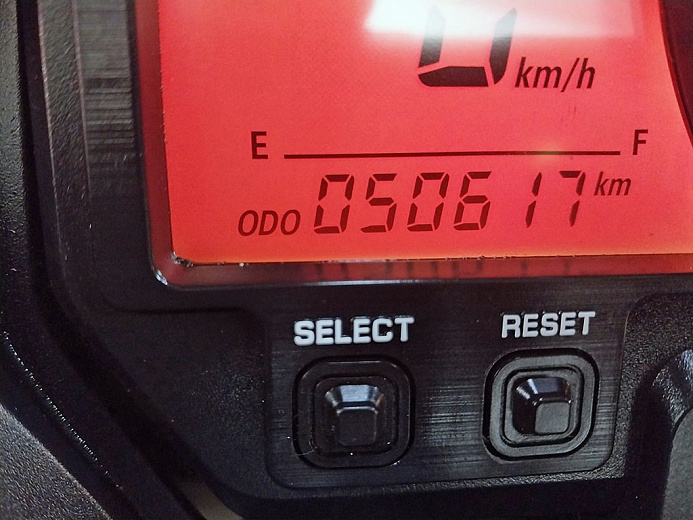 0 km/h
E F
ODO 050617 km
SELECT RESET